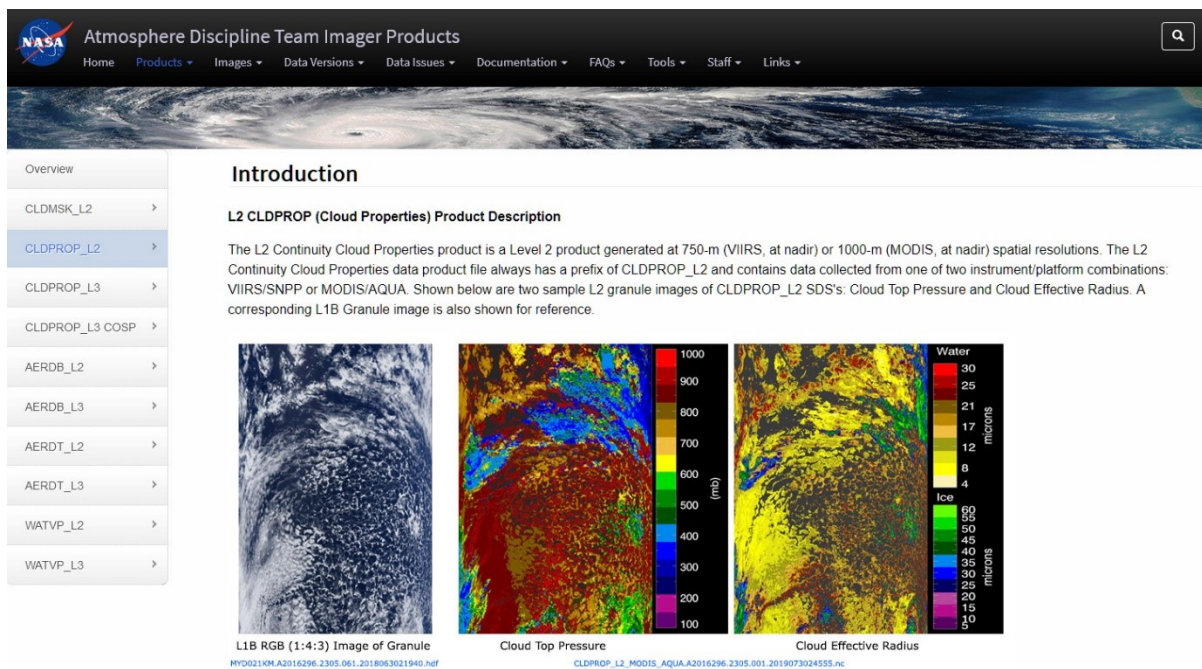 NASA
Atmosphere Discipline Team Imager Products
Home Products Images Data Versions Data Issues Documentation FAQs Tools Staff Links
Overview
CLDMSK_L2
CLDPROP_L2
CLDPROP_L3
CLDPROP_L3 COSP
AERDB_L2
AERDB_L3
AERDT_L2
AERDT_L3
WATVP_L2
WATVP_L3
Introduction
L2 CLDPROP (Cloud Properties) Product Description
The L2 Continuity Cloud Properties product is a Level 2 product generated at 750-m (VIIRS, at nadir) or 1000-m (MODIS, at nadir) spatial resolutions. The L2
Continuity Cloud Properties data product file always has a prefix of CLDPROP_L2 and contains data collected from one of two instrument/platform combinations:
VIIRS/SNPP or MODIS/AQUA. Shown below are two sample L2 granule images of CLDPROP_L2 SDS's: Cloud Top Pressure and Cloud Effective Radius. A
corresponding L1B Granule image is also shown for reference.
1000
900
800
700
600
500
400
300
200
100
(mb)
Water
30
25
21
17
12
8
4
microns
Ice
60
55
50
45
40
35
30
25
20
15
10
5
microns
L1B RGB (1:4:3) Image of Granule
Cloud Top Pressure
Cloud Effective Radius
MYD021KM.A2016296.2305.061.2018063021940.hdf
CLDPROP_L2_MODIS_AQUA.A2016296.2305.001.2019073024555.nc